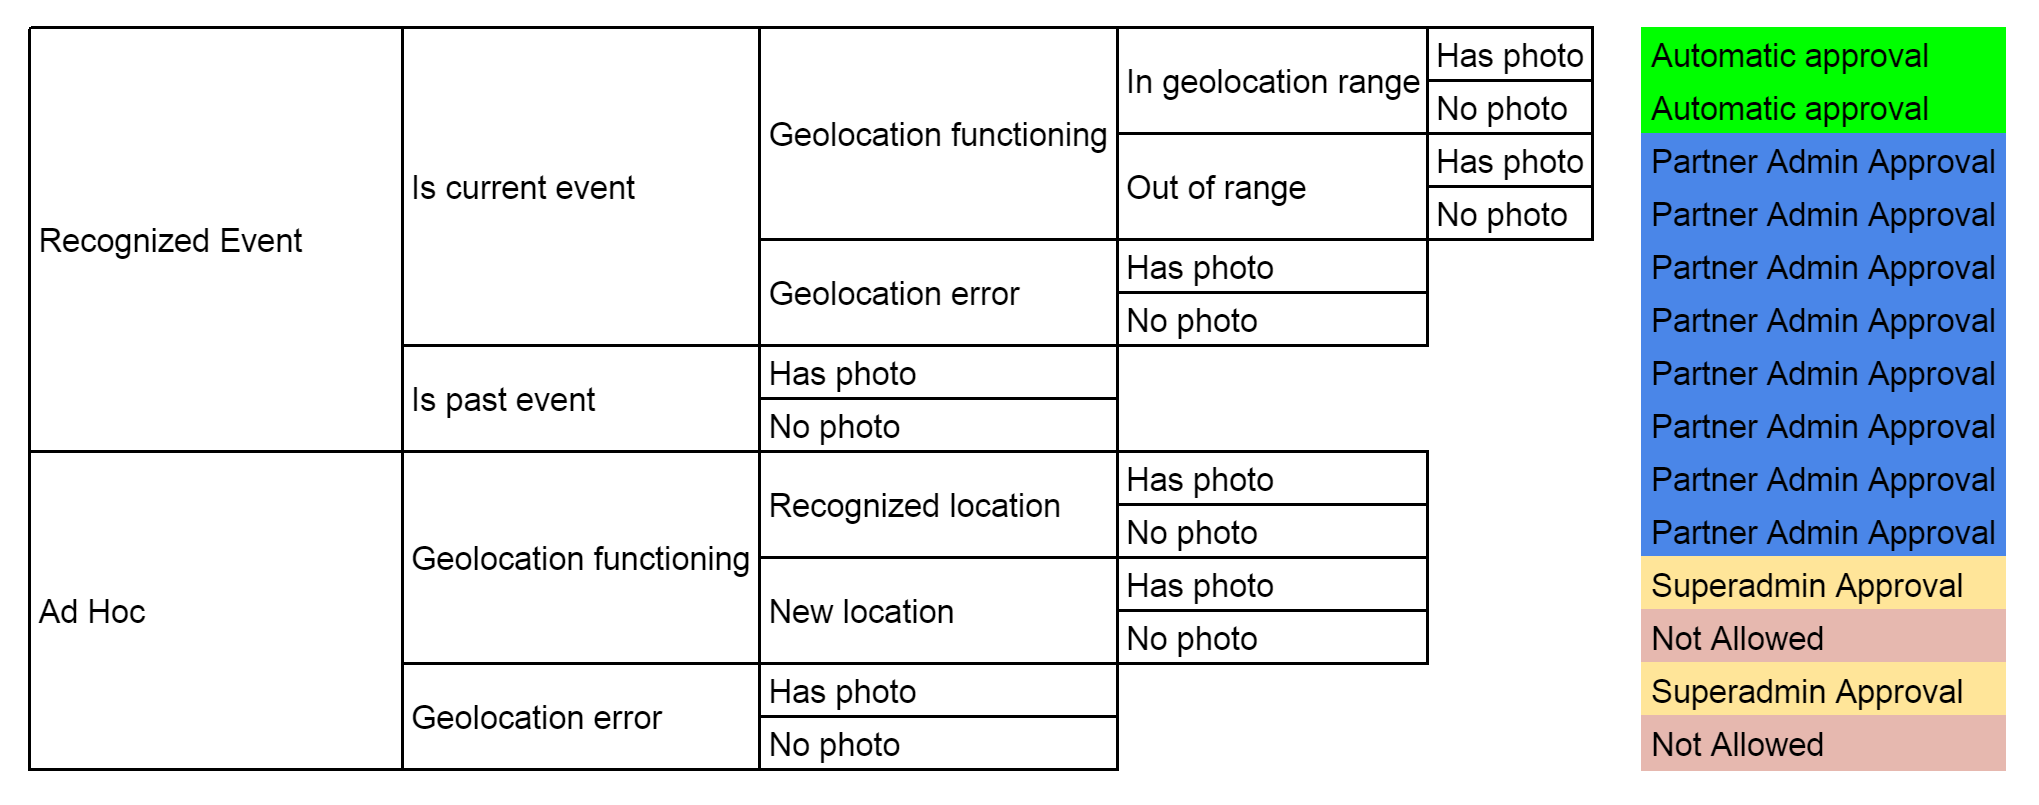 Recognized Event
Is current event
Geolocation functioning
In geolocation range
Has photo
Automatic approval
No photo
Automatic approval
Out of range
Has photo
Partner Admin Approval
No photo
Partner Admin Approval
Geolocation error
Has photo
Partner Admin Approval
No photo
Partner Admin Approval
Is past event
Has photo
Partner Admin Approval
No photo
Partner Admin Approval
Ad Hoc
Geolocation functioning
Recognized location
Has photo
Partner Admin Approval
No photo
Partner Admin Approval
New location
Has photo
Superadmin Approval
No photo
Not Allowed
Geolocation error
Has photo
Superadmin Approval
No photo
Not Allowed